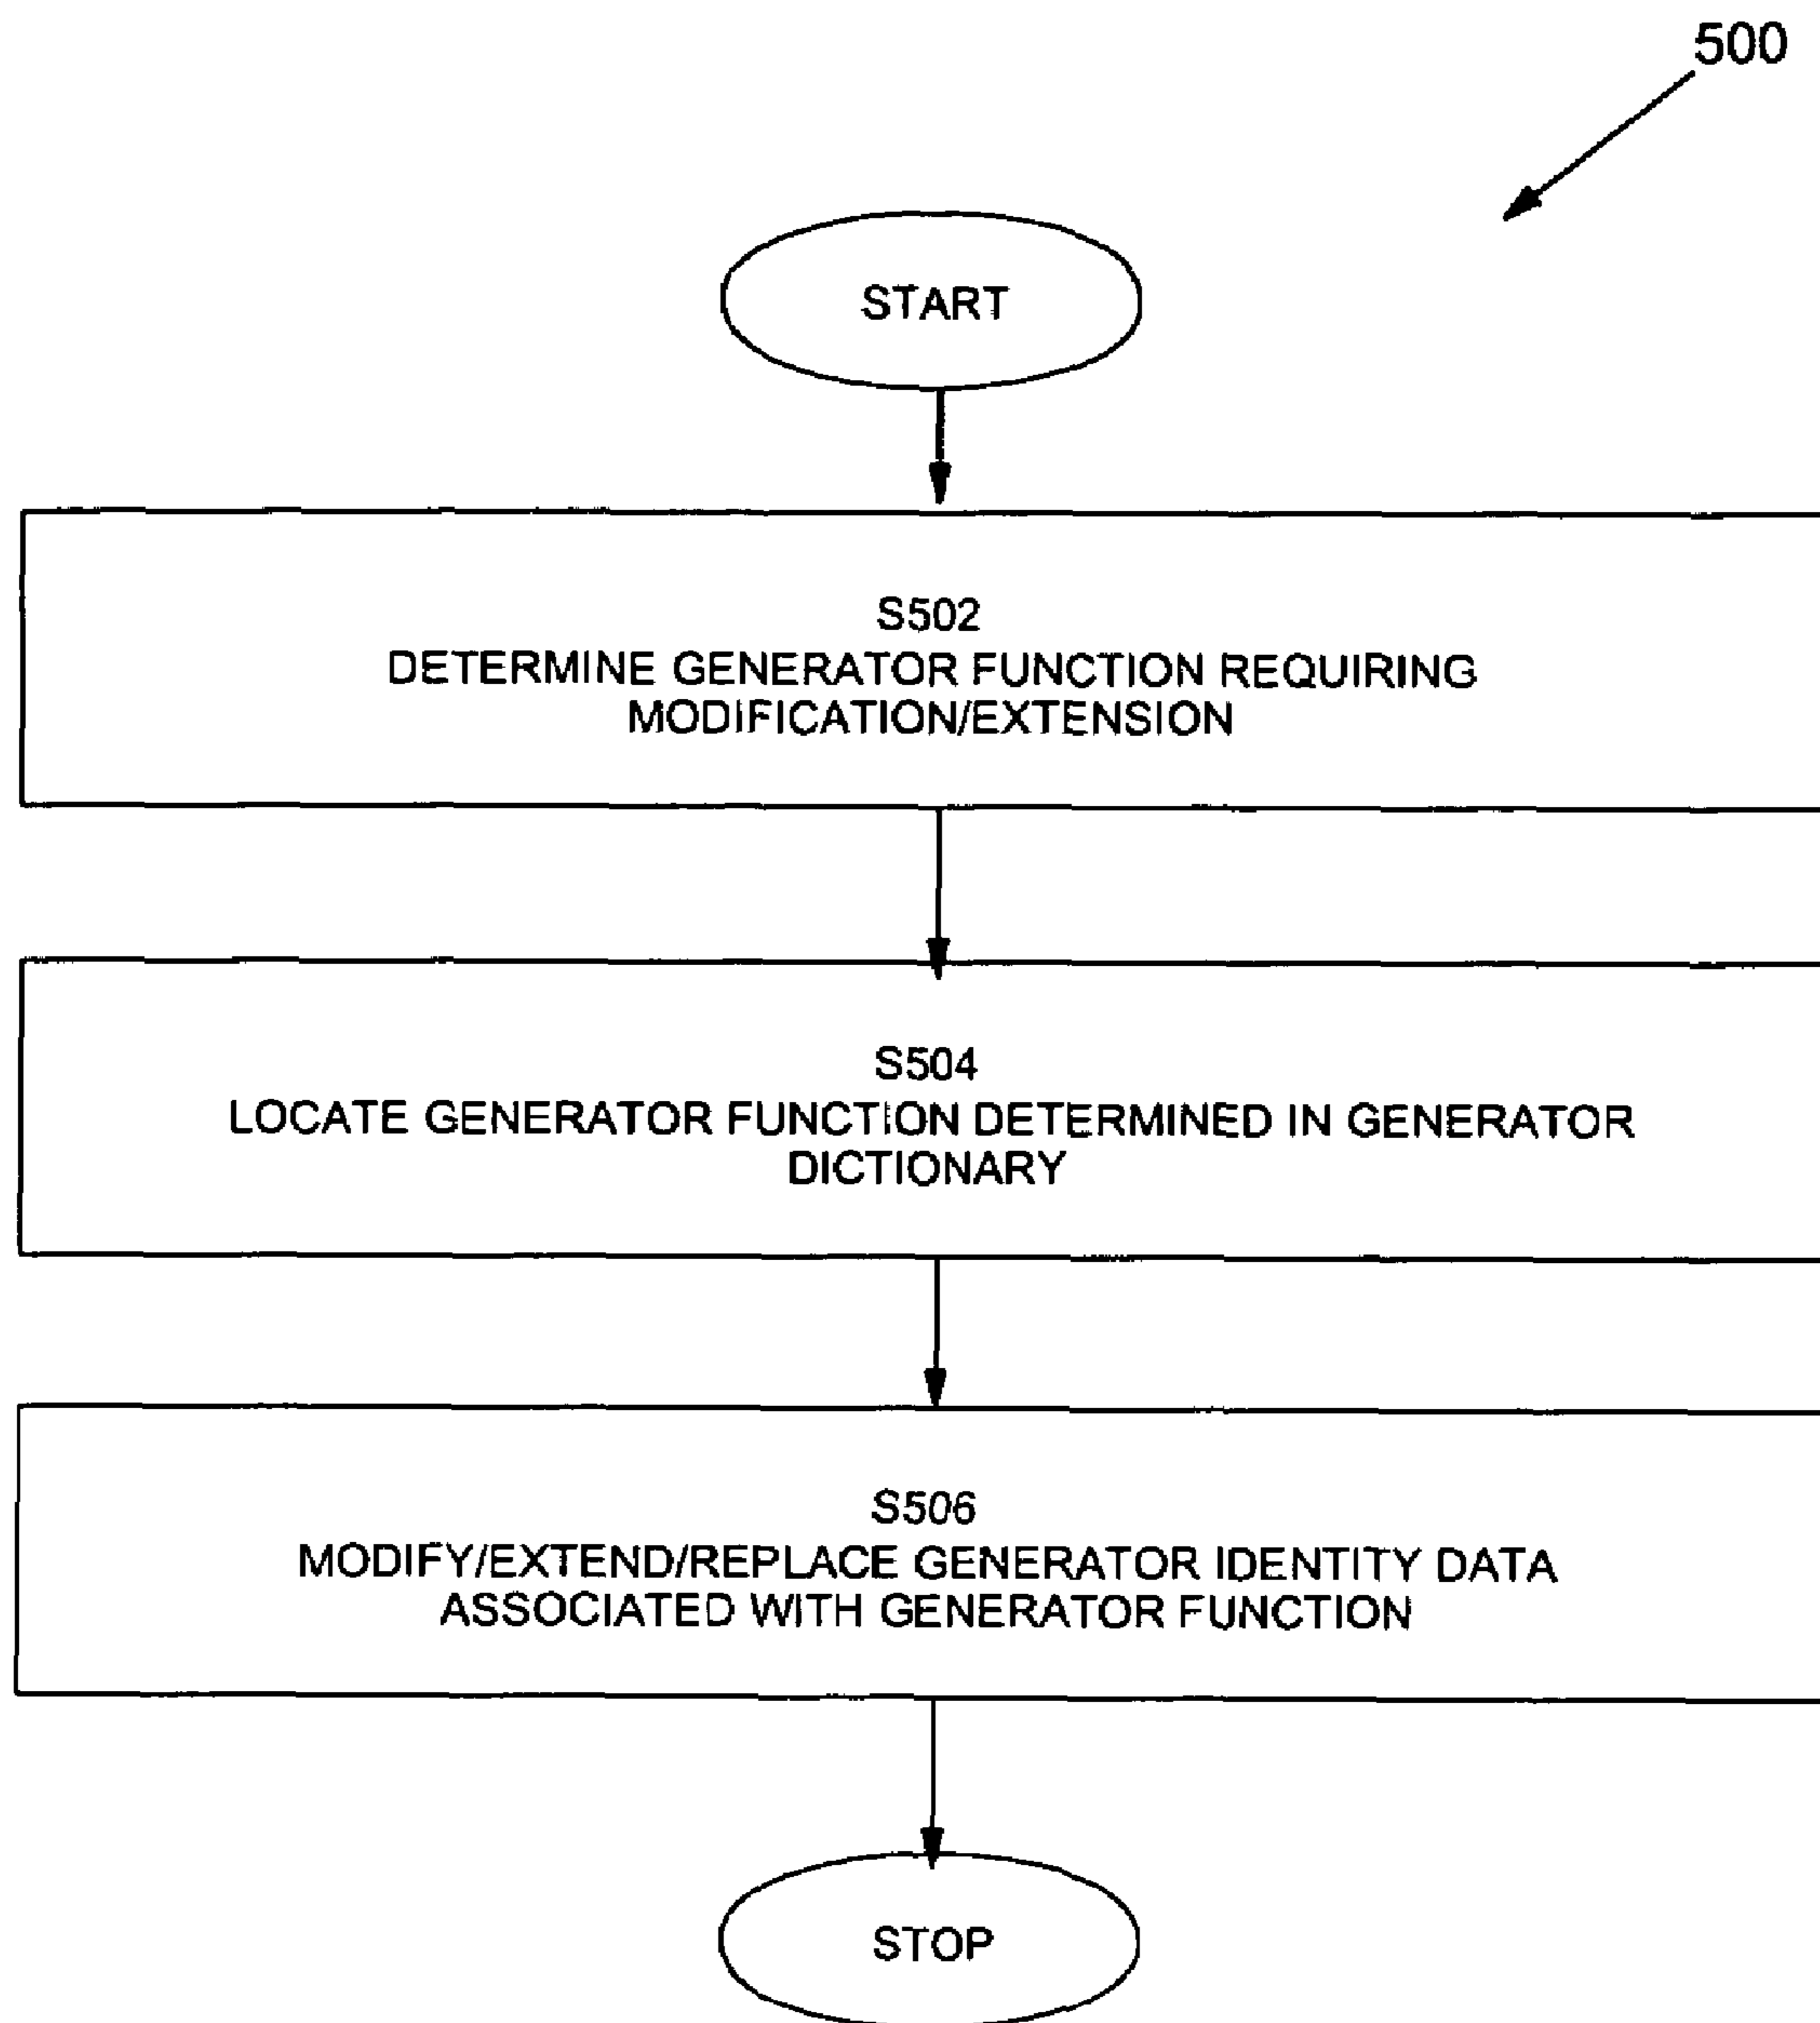 500
START
S502
DETERMINE GENERATOR FUNCTION REQUIRING
MODIFICATION/EXTENSION
S504
LOCATE GENERATOR FUNCTION DETERMINED IN GENERATOR
DICTIONARY
S506
MODIFY/EXTEND/REPLACE GENERATOR IDENTITY DATA
ASSOCIATED WITH GENERATOR FUNCTION
STOP